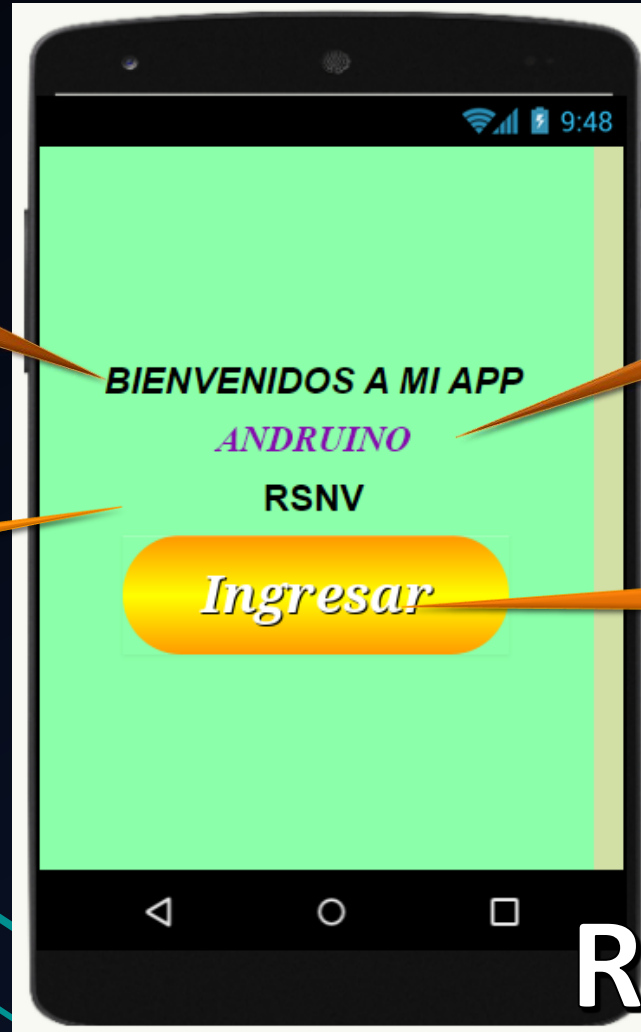 9:48
BIENVENIDOS A MI APP
ANDRUINO
RSNV
Ingresar
R